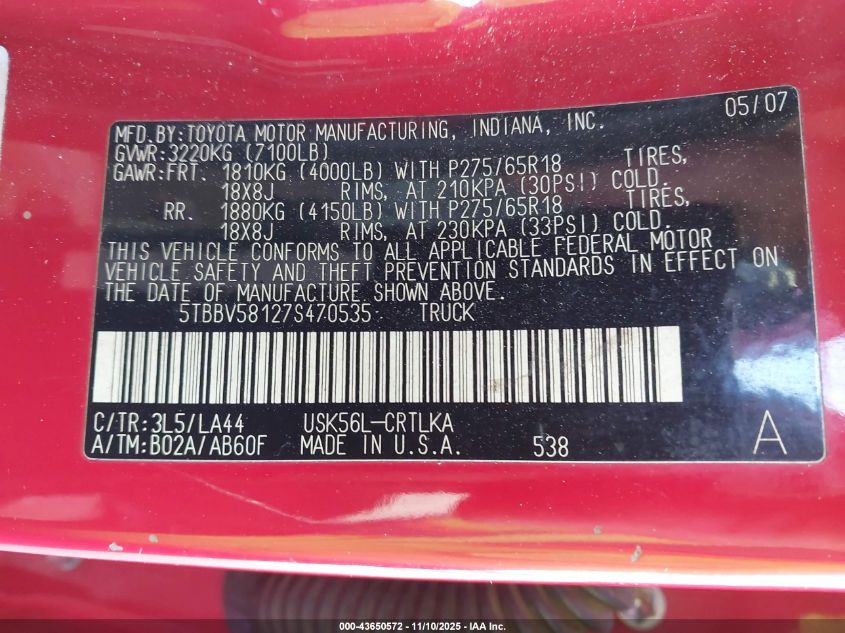 05/07
MFD.BY:TOYOTA MOTOR MANUFACTURING, INDIANA, INC.
GVWR:3220KG (7100LB)
GAWR:FRT. 1810KG (4000LB) WITH P275/65R18 TIRES,
18X8J RIMS, AT 210KPA (30PSI) COLD.
RR. 1880KG (4150LB) WITH P275/65R18 TIRES,
18X8J RIMS, AT 230KPA (33PSI) COLD.
THIS VEHICLE CONFORMS TO ALL APPLICABLE FEDERAL MOTOR
VEHICLE SAFETY AND THEFT PREVENTION STANDARDS IN EFFECT ON
THE DATE OF MANUFACTURE SHOWN ABOVE.
5TBBV58127S470535 TRUCK
C/TR:3L5/LA44 USK56L-CRTLKA
A/TM:B02A/AB60F MADE IN U.S.A. 538 A
000-43650572 - 11/10/2025 - IAA Inc.